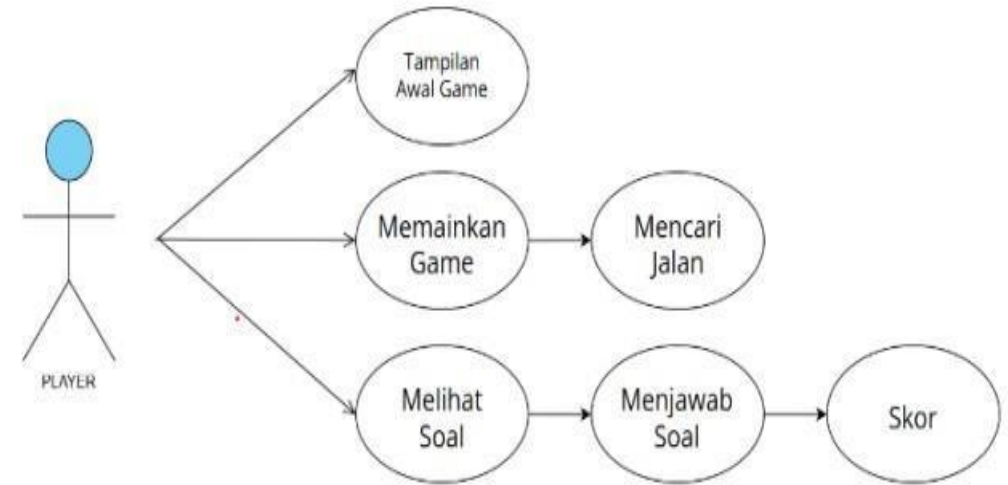 Tampilan
Awal Game
Memainkan
Game
Mencari
Jalan
PLAYER
Melihat
Soal
Menjawab
Soal
Skor